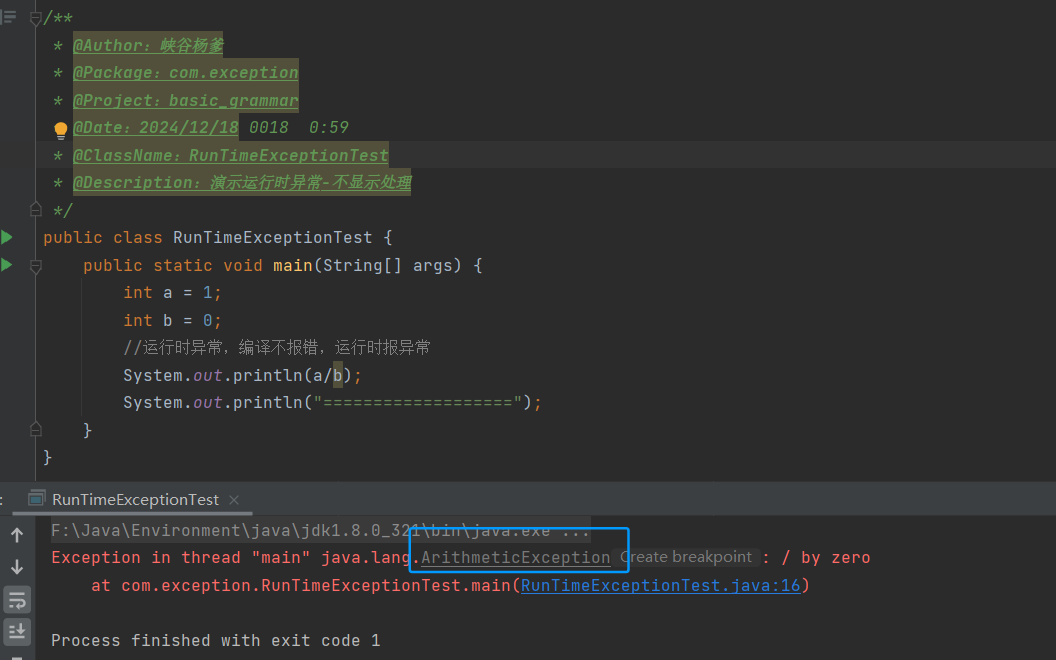 /**
* @Author：峡谷杨爹
* @Package：com.exception
* @Project：basic_grammar
@Date：2024/12/18 0018  0:59
* @ClassName：RunTimeExceptionTest
* @Description：演示运行时异常-不显示处理
*/
public class RunTimeExceptionTest {
public static void main(String[] args) {
int a = 1;
int b = 0;
//运行时异常，编译不报错，运行时报异常
System.out.println(a/b);
System.out.println("===================");
}
}
: RunTimeExceptionTest ×
F:\Java\Environment\java\jdk1.8.0_321\bin\java.exe ...
Exception in thread "main" java.lang.ArithmeticException Create breakpoint : / by zero
at com.exception.RunTimeExceptionTest.main(RunTimeExceptionTest.java:16)
Process finished with exit code 1